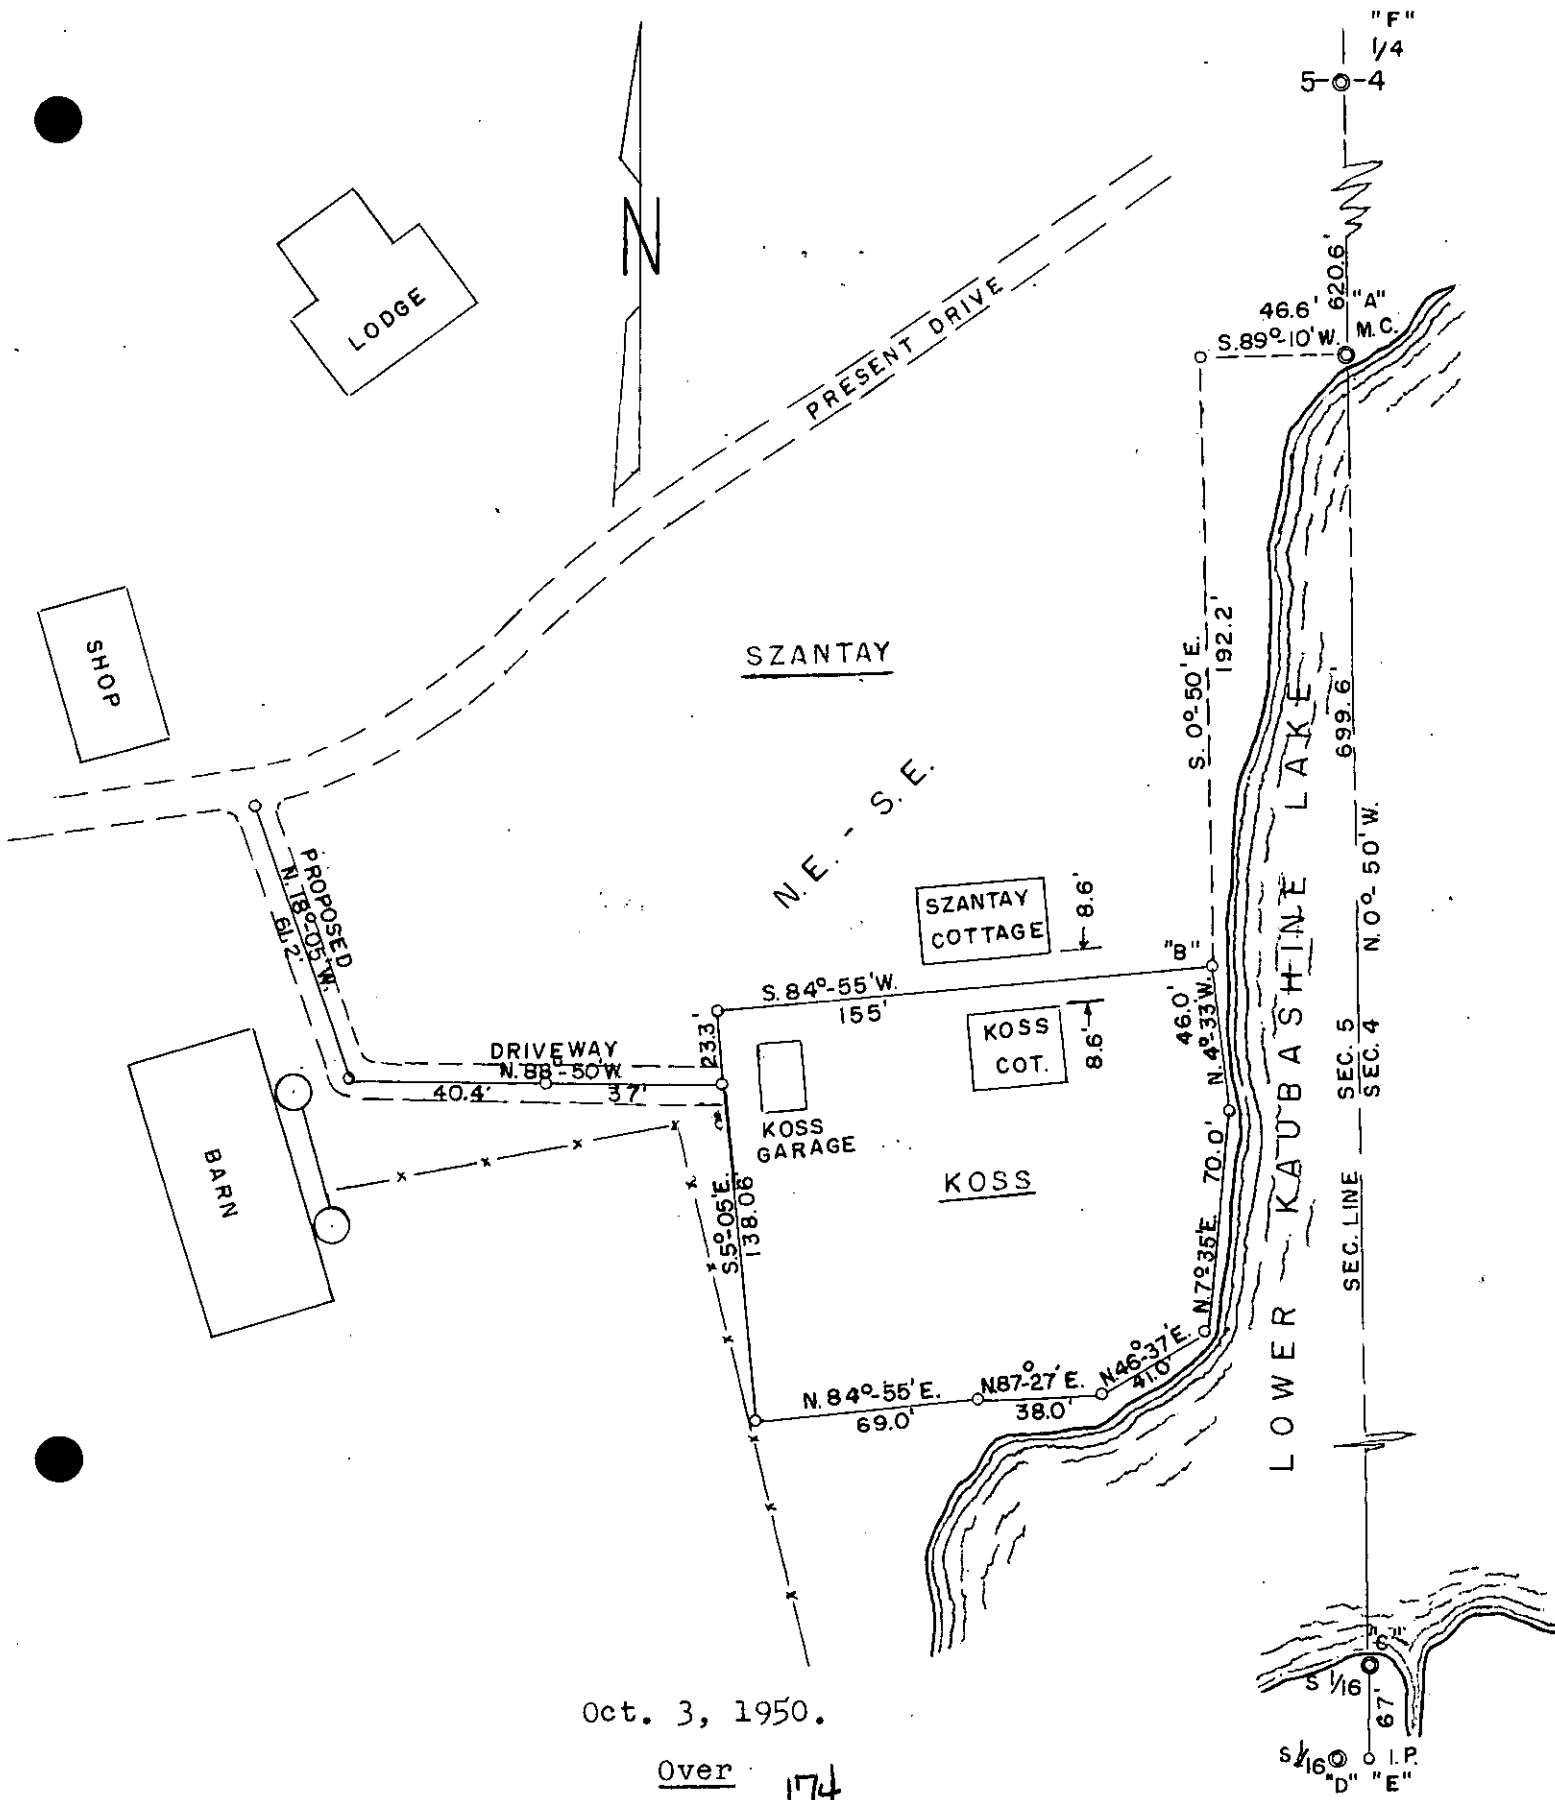 "F"
1/4
5 - 4
N
620.6'
"A"
46.6'
M.C.
S.89°-10'W.
LODGE
PRESENT DRIVE
SHOP
SZANTAY
S. 0°-50'E.
192.2'
699.6'
N.0°-50'W.
N.E. - S.E.
LOWER KAUBASHINE LAKE
PROPOSED
N.18°-05'W.
61.2'
SZANTAY
COTTAGE
8.6'
"B"
S. 84°-55'W.
155'
46.0'
N. 4°-33'W.
KOSS
COT.
8.6'
23.3'
DRIVEWAY
N. 88°-50'W.
40.4'
37'
KOSS
GARAGE
SEC. 5
SEC. 4
BARN
S.5°-05'E.
138.06'
KOSS
70.0'
N.7°35'E.
SEC. LINE
N. 84°-55'E.
69.0'
N.87°-27'E.
38.0'
N.46°-37'E.
41.0'
"C"
S 1/16
67'
Oct. 3, 1950.
S 1/16
I.P.
"D" "E"
Over
174